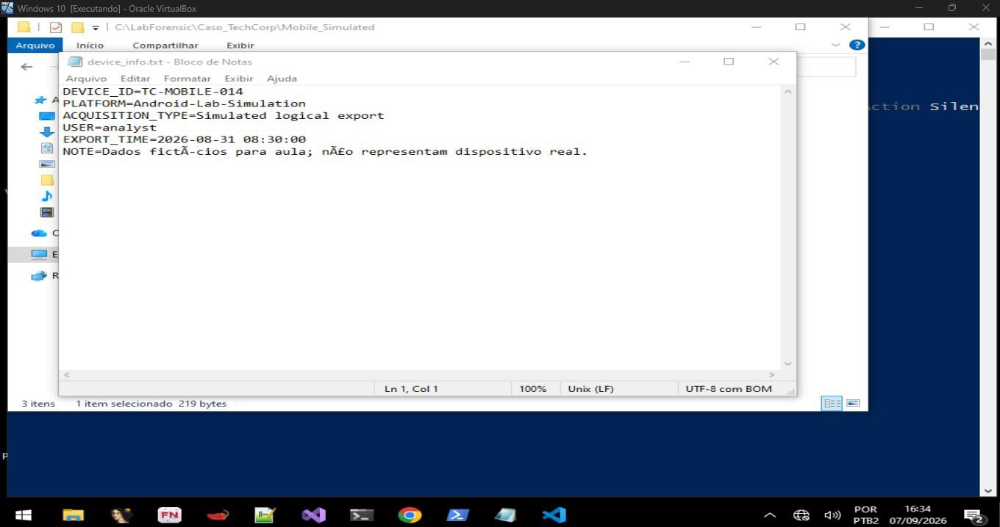 Windows 10 [Executando] - Oracle VirtualBox
C:\LabForensic\Caso_TechCorp\Mobile_Simulated
Arquivo Início Compartilhar Exibir
device_info.txt - Bloco de Notas
Arquivo Editar Formatar Exibir Ajuda
DEVICE_ID=TC-MOBILE-014
PLATFORM=Android-Lab-Simulation
ACQUISITION_TYPE=Simulated logical export
USER=analyst
EXPORT_TIME=2026-08-31 08:30:00
NOTE=Dados fictÃ-cios para aula; nÃ£o representam dispositivo real.
Action Silen
A
C
E
R
Ln 1, Col 1 100% Unix (LF) UTF-8 com BOM
3 itens 1 item selecionado 219 bytes
P
FN
POR
PTB2
16:34
07/09/2026
2